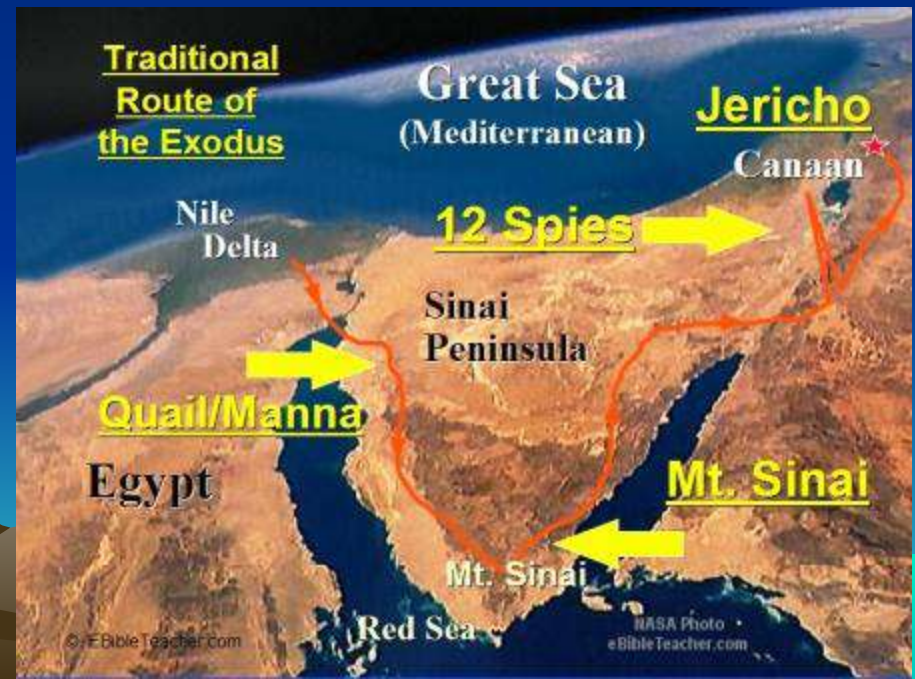 Traditional
Route of
the Exodus
Great Sea
(Mediterranean)
Jericho
Canaan
Nile
Delta
12 Spies
Sinai
Peninsula
Quail/Manna
Egypt
Mt. Sinai
Mt. Sinai
Red Sea
© EBibleTeacher.com
NASA Photo •
eBibleTeacher.com